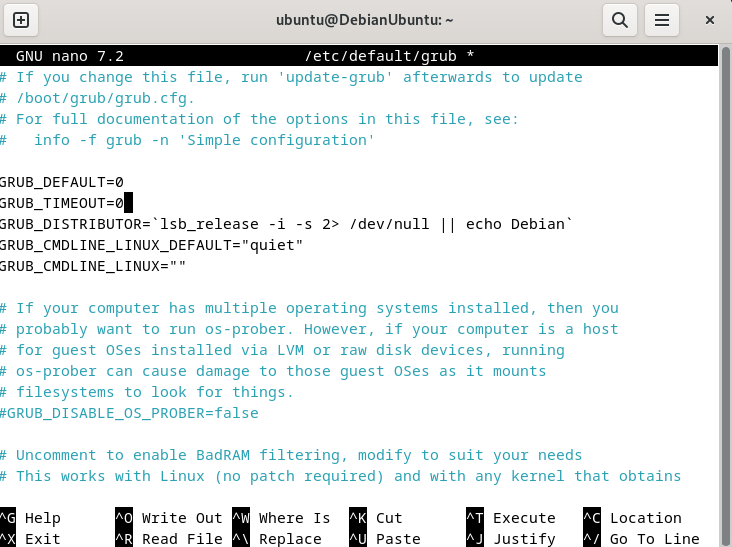 ubuntu@DebianUbuntu: ~
GNU nano 7.2 /etc/default/grub *
# If you change this file, run 'update-grub' afterwards to update
# /boot/grub/grub.cfg.
# For full documentation of the options in this file, see:
#   info -f grub -n 'Simple configuration'
GRUB_DEFAULT=0
GRUB_TIMEOUT=0
GRUB_DISTRIBUTOR=`lsb_release -i -s 2> /dev/null || echo Debian`
GRUB_CMDLINE_LINUX_DEFAULT="quiet"
GRUB_CMDLINE_LINUX=""
# If your computer has multiple operating systems installed, then you
# probably want to run os-prober. However, if your computer is a host
# for guest OSes installed via LVM or raw disk devices, running
# os-prober can cause damage to those guest OSes as it mounts
# filesystems to look for things.
#GRUB_DISABLE_OS_PROBER=false
# Uncomment to enable BadRAM filtering, modify to suit your needs
# This works with Linux (no patch required) and with any kernel that obtains
^G Help ^O Write Out ^W Where Is ^K Cut ^T Execute ^C Location
^X Exit ^R Read File ^\ Replace ^U Paste ^J Justify ^/ Go To Line